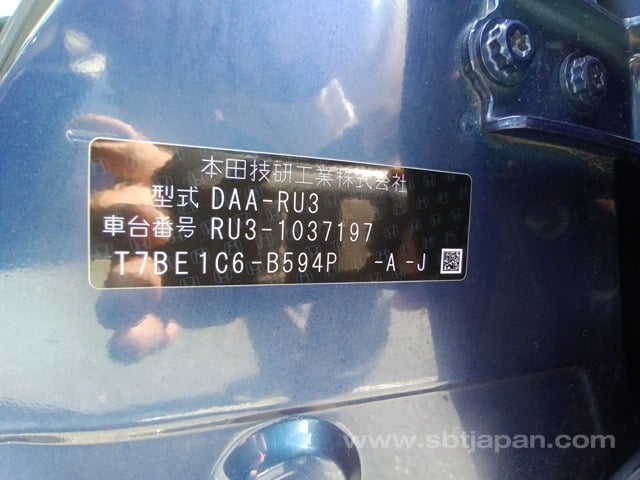 本田技研工業株式会社
型式 DAA-RU3
車台番号 RU3-1037197
T7BE1C6-B594P -A-J
www.sbtjapan.com